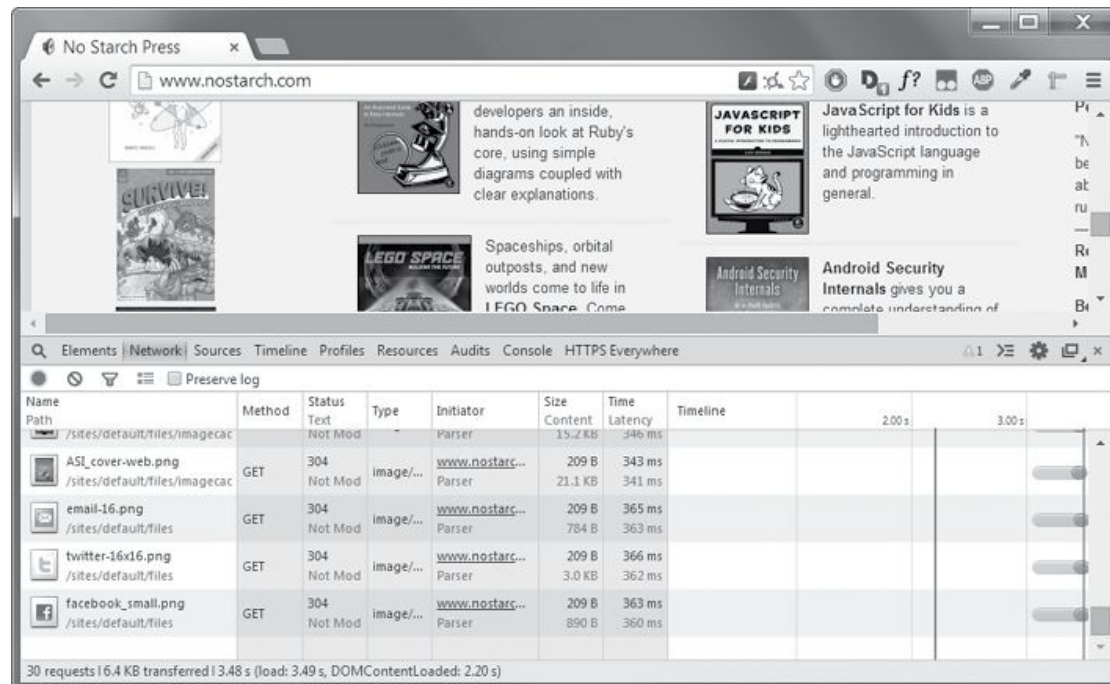 No Starch Press
www.nostarch.com
developers an inside,
hands-on look at Ruby's
core, using simple
diagrams coupled with
clear explanations.
JAVASCRIPT
FOR KIDS
JavaScript for Kids is a
lighthearted introduction to
the JavaScript language
and programming in
general.
SURVIVE!
LEGO SPACE
BUILDING THE FUTURE
Spaceships, orbital
outposts, and new
worlds come to life in
LEGO Space. Come
Android Security
Internals
Android Security
Internals gives you a
complete understanding of
Elements Network Sources Timeline Profiles Resources Audits Console HTTPS Everywhere
1
Preserve log
Name Path Method Status Text Type Initiator Size Content Time Latency Timeline 2.00 s 3.00 s
/sites/default/files/imagecac Not Mod Parser 15.2 KB 346 ms
ASI_cover-web.png GET 304 image/... www.nostarc... 209 B 343 ms
/sites/default/files/imagecac Not Mod Parser 21.1 KB 341 ms
email-16.png GET 304 image/... www.nostarc... 209 B 365 ms
/sites/default/files Not Mod Parser 784 B 363 ms
twitter-16x16.png GET 304 image/... www.nostarc... 209 B 366 ms
/sites/default/files Not Mod Parser 3.0 KB 362 ms
facebook_small.png GET 304 image/... www.nostarc... 209 B 363 ms
/sites/default/files Not Mod Parser 890 B 360 ms
30 requests | 6.4 KB transferred | 3.48 s (load: 3.49 s, DOMContentLoaded: 2.20 s)